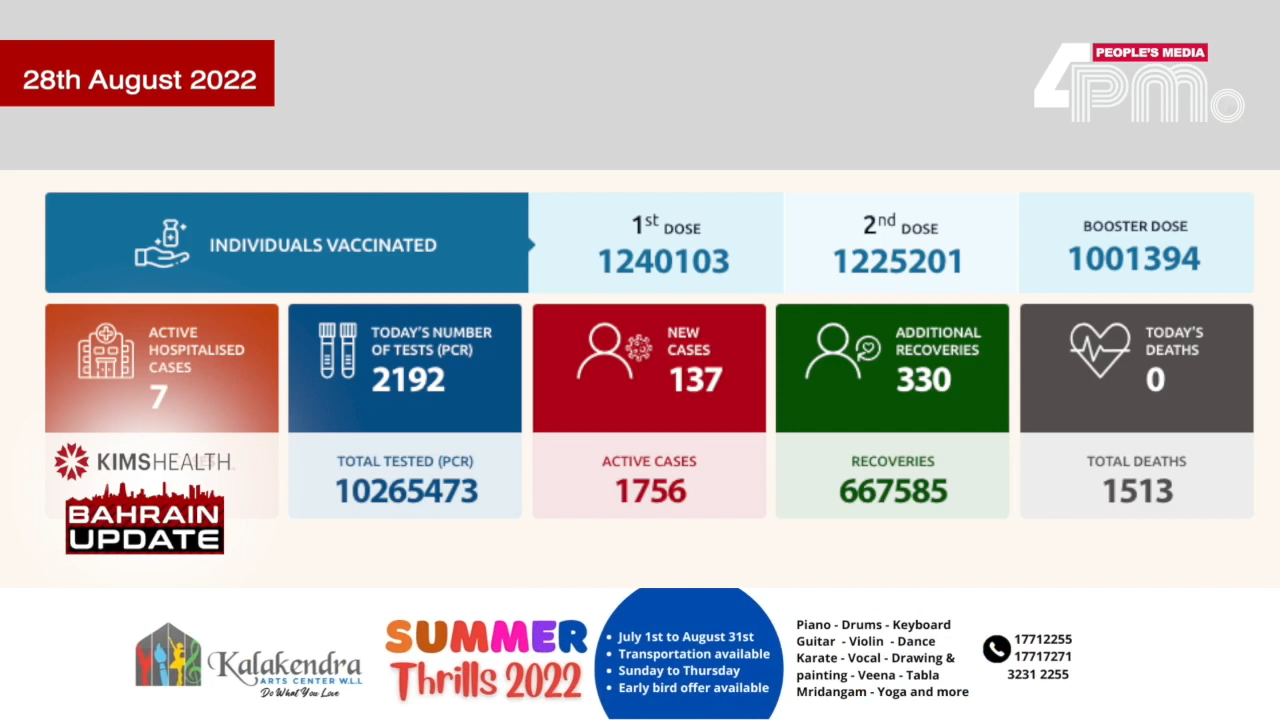 28th August 2022
PEOPLE'S MEDIA
4PM
INDIVIDUALS VACCINATED
1st DOSE
1240103
2nd DOSE
1225201
BOOSTER DOSE
1001394
ACTIVE
HOSPITALISED
CASES
7
TODAY'S NUMBER
OF TESTS (PCR)
2192
NEW
CASES
137
ADDITIONAL
RECOVERIES
330
TODAY'S
DEATHS
0
KIMSHEALTH
BAHRAIN
UPDATE
TOTAL TESTED (PCR)
10265473
ACTIVE CASES
1756
RECOVERIES
667585
TOTAL DEATHS
1513
Kalakendra
ARTS CENTER W.L.L
Do What You Love
SUMMER
Thrills 2022
• July 1st to August 31st
• Transportation available
• Sunday to Thursday
• Early bird offer available
Piano - Drums - Keyboard
Guitar - Violin - Dance
Karate - Vocal - Drawing &
painting - Veena - Tabla
Mridangam - Yoga and more
17712255
17717271
3231 2255